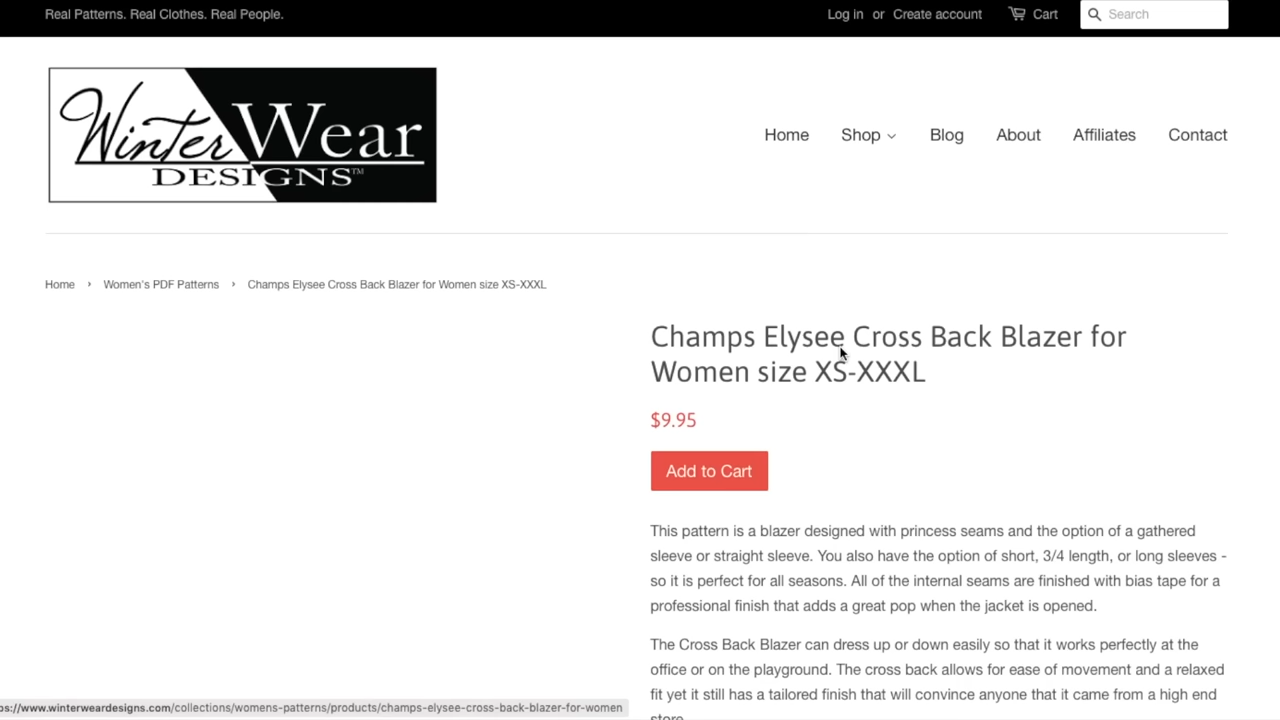 Real Patterns. Real Clothes. Real People.
Log in or Create account Cart Search
Winter Wear
DESIGNS™
Home Shop Blog About Affiliates Contact
Home › Women's PDF Patterns › Champs Elysee Cross Back Blazer for Women size XS-XXXL
Champs Elysee Cross Back Blazer for
Women size XS-XXXL
$9.95
Add to Cart
This pattern is a blazer designed with princess seams and the option of a gathered
sleeve or straight sleeve. You also have the option of short, 3/4 length, or long sleeves -
so it is perfect for all seasons. All of the internal seams are finished with bias tape for a
professional finish that adds a great pop when the jacket is opened.
The Cross Back Blazer can dress up or down easily so that it works perfectly at the
office or on the playground. The cross back allows for ease of movement and a relaxed
fit yet it still has a tailored finish that will convince anyone that it came from a high end
store.
ps://www.winterweardesigns.com/collections/womens-patterns/products/champs-elysee-cross-back-blazer-for-women